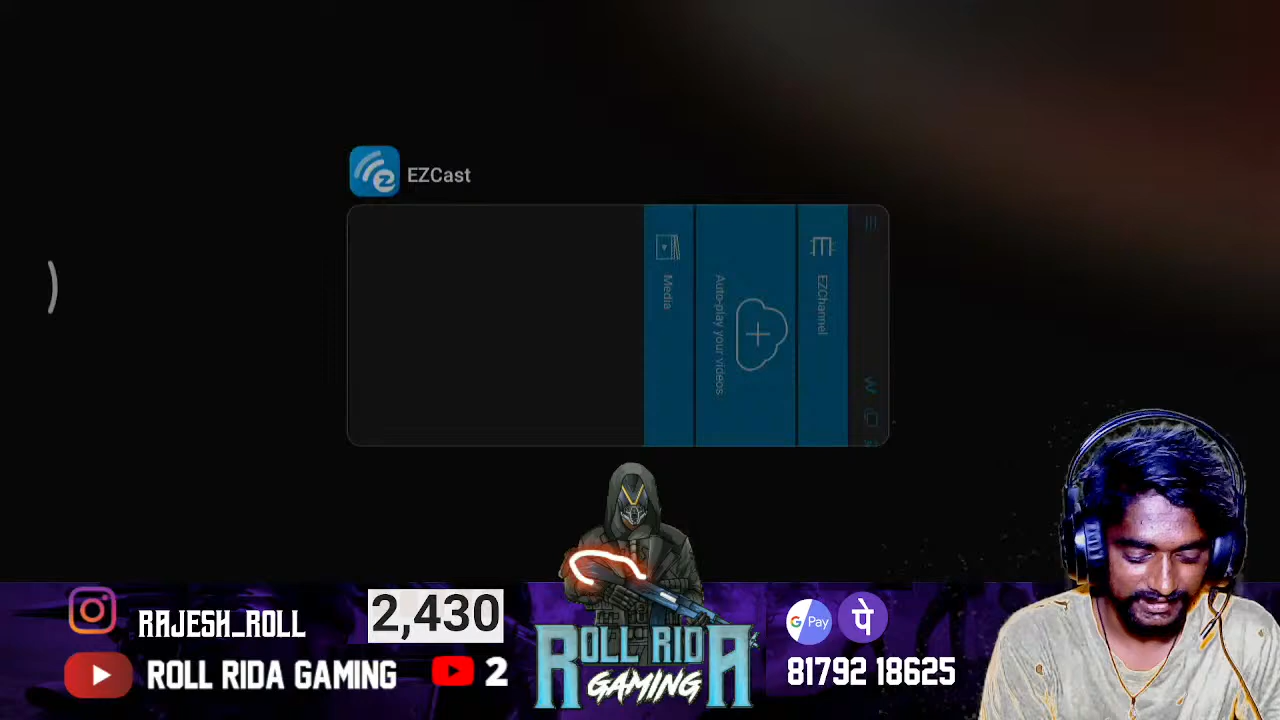 EZCast
EZChannel
Auto-play your videos
Media
RAJESH_ROLL
2,430
ROLL RIDA GAMING
2
ROLL RIDA
GAMING
G Pay
पे
81792 18625